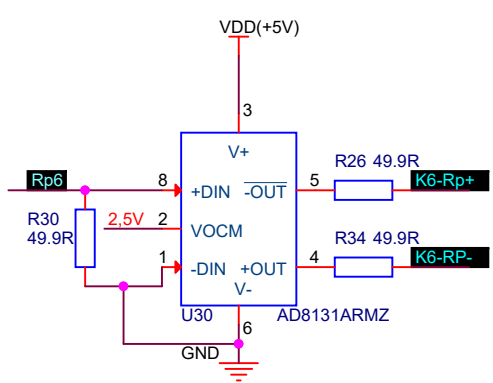 VDD(+5V)
3
V+
R26 49.9R
Rp6
8
+DIN
-OUT
5
K6-Rp+
R30
49.9R
2,5V
2
VOCM
R34 49.9R
1
-DIN
+OUT
4
K6-RP-
V-
U30
AD8131ARMZ
6
GND